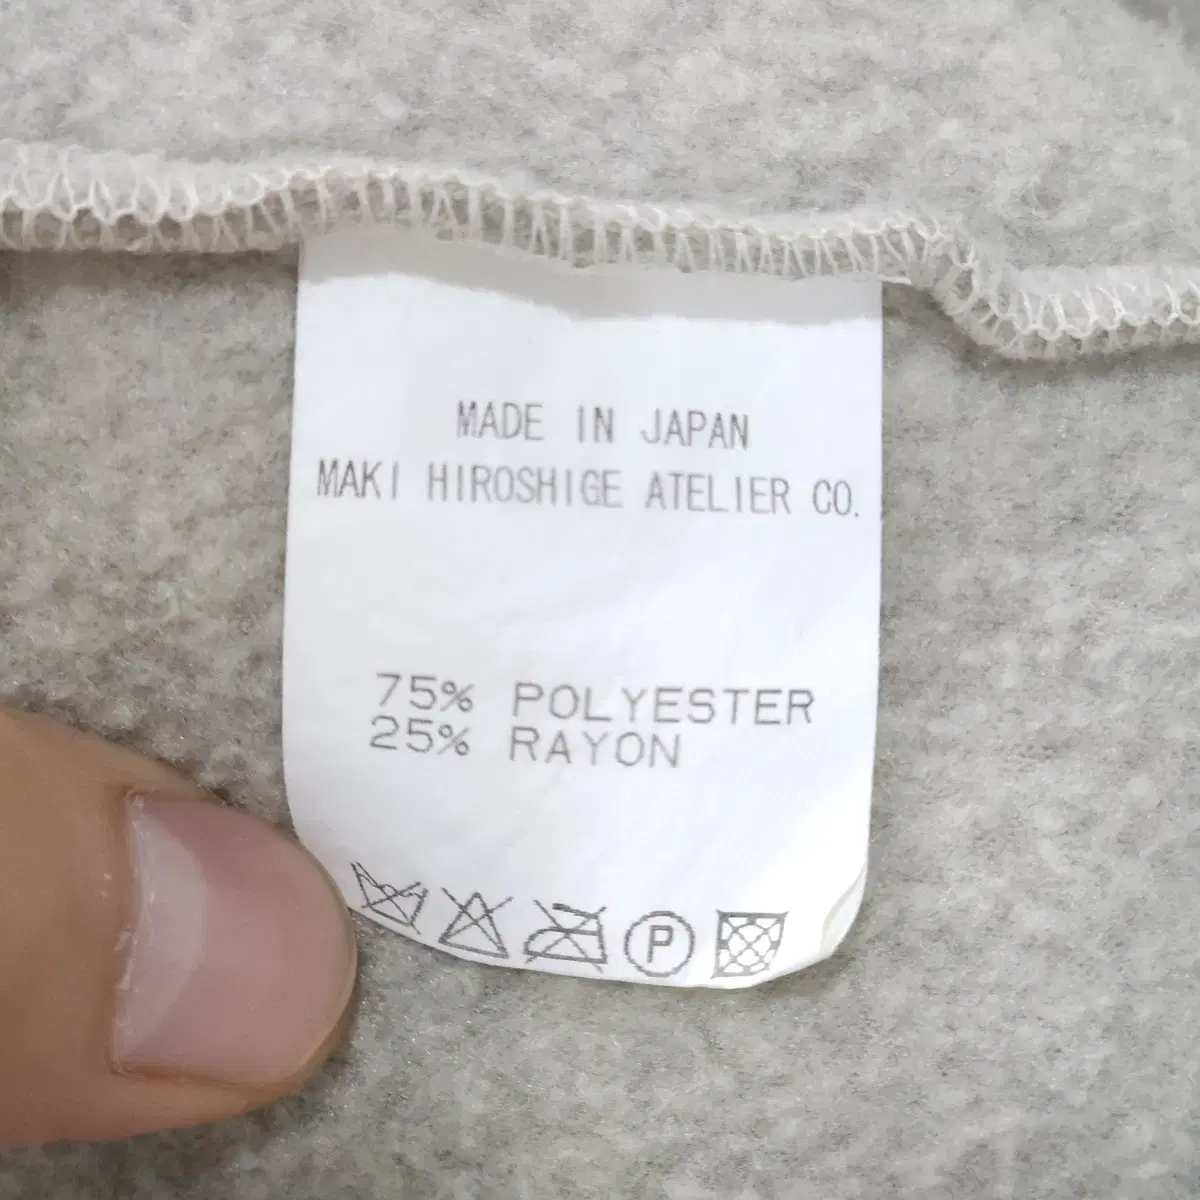 MADE IN JAPAN
MAKI HIROSHIGE ATELIER CO.
75% POLYESTER
25% RAYON
P